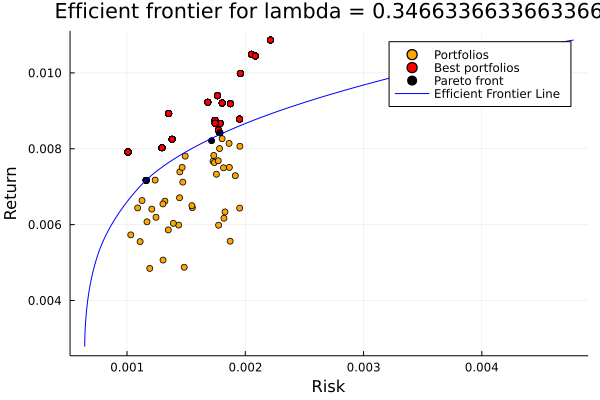 Efficient frontier for lambda = 0.3466336633663366
Portfolios
Best portfolios
Pareto front
Efficient Frontier Line
0.010
0.008
0.006
0.004
Return
0.001
0.002
0.003
0.004
Risk